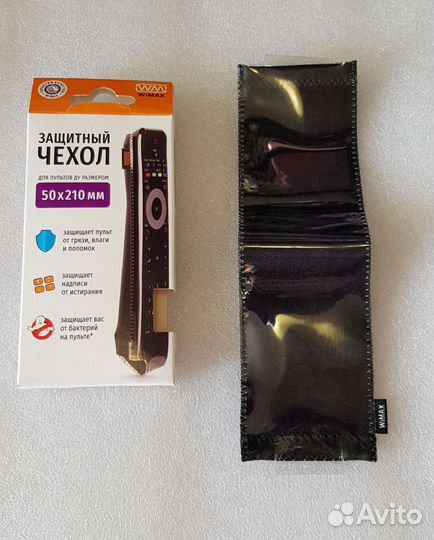 WiMAX
ЗАЩИТНЫЙ
ЧЕХОЛ
ДЛЯ ПУЛЬТОВ ДУ РАЗМЕРОМ
50х210 мм
защищает пульт
от грязи, влаги
и поломок
защищает
надписи
от истирания
защищает вас
от бактерий
на пульте*
WiMAX
Avito